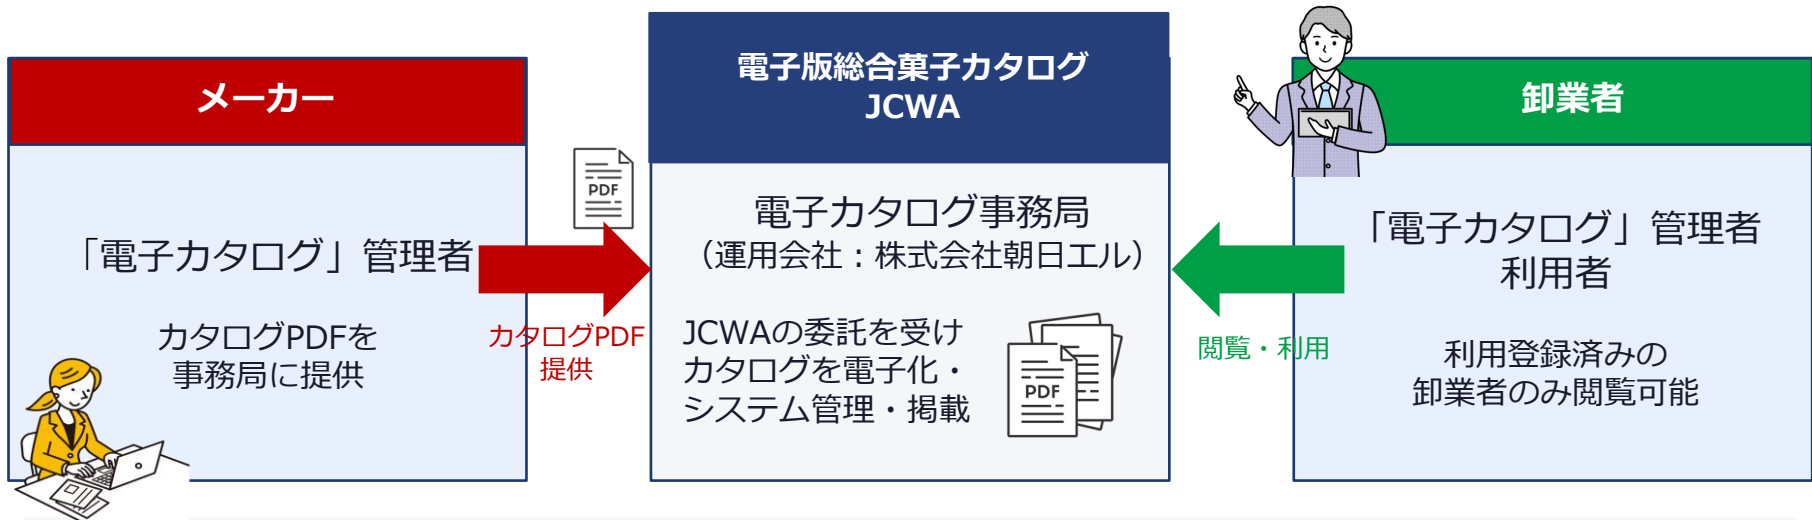 メーカー
「電子カタログ」管理者
カタログPDFを
事務局に提供
PDF
カタログPDF
提供
電子版総合菓子カタログ
JCWA
電子カタログ事務局
（運用会社：株式会社朝日エル）
JCWAの委託を受け
カタログを電子化・
システム管理・掲載
PDF
閲覧・利用
卸業者
「電子カタログ」管理者
利用者
利用登録済みの
卸業者のみ閲覧可能